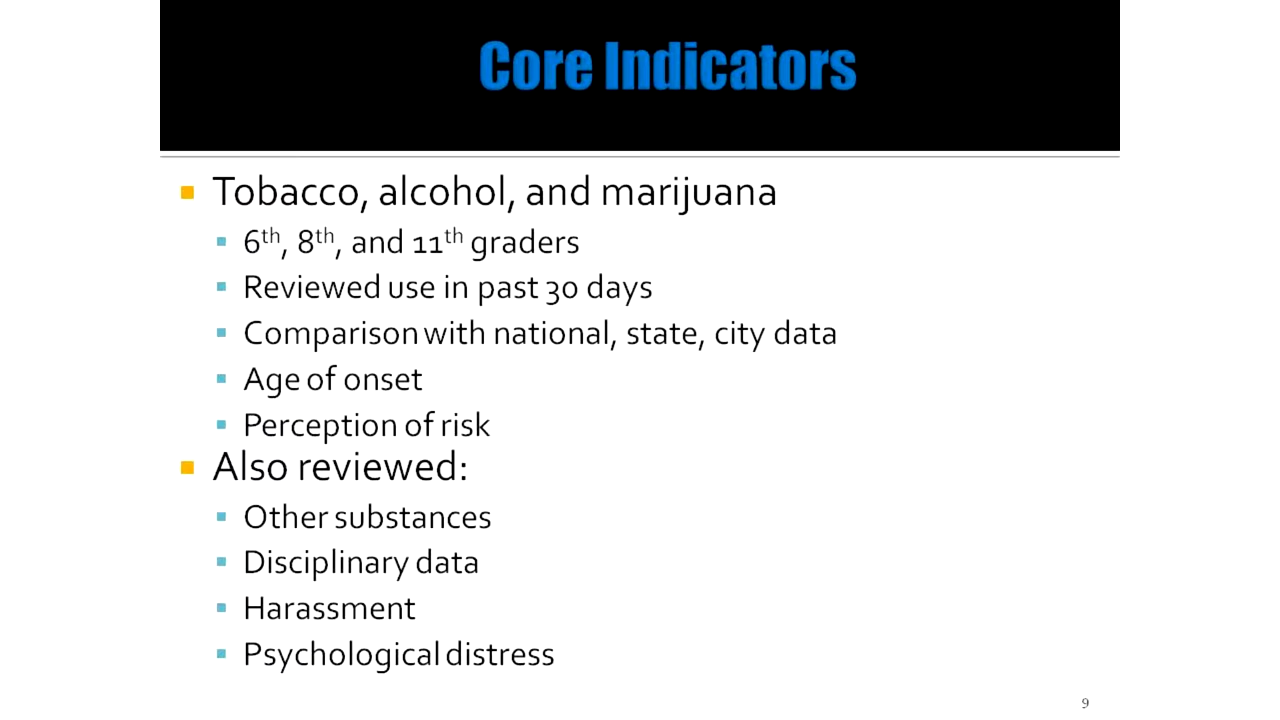 Core Indicators
Tobacco, alcohol, and marijuana
6th, 8th, and 11th graders
Reviewed use in past 30 days
Comparison with national, state, city data
Age of onset
Perception of risk
Also reviewed:
Other substances
Disciplinary data
Harassment
Psychological distress
9